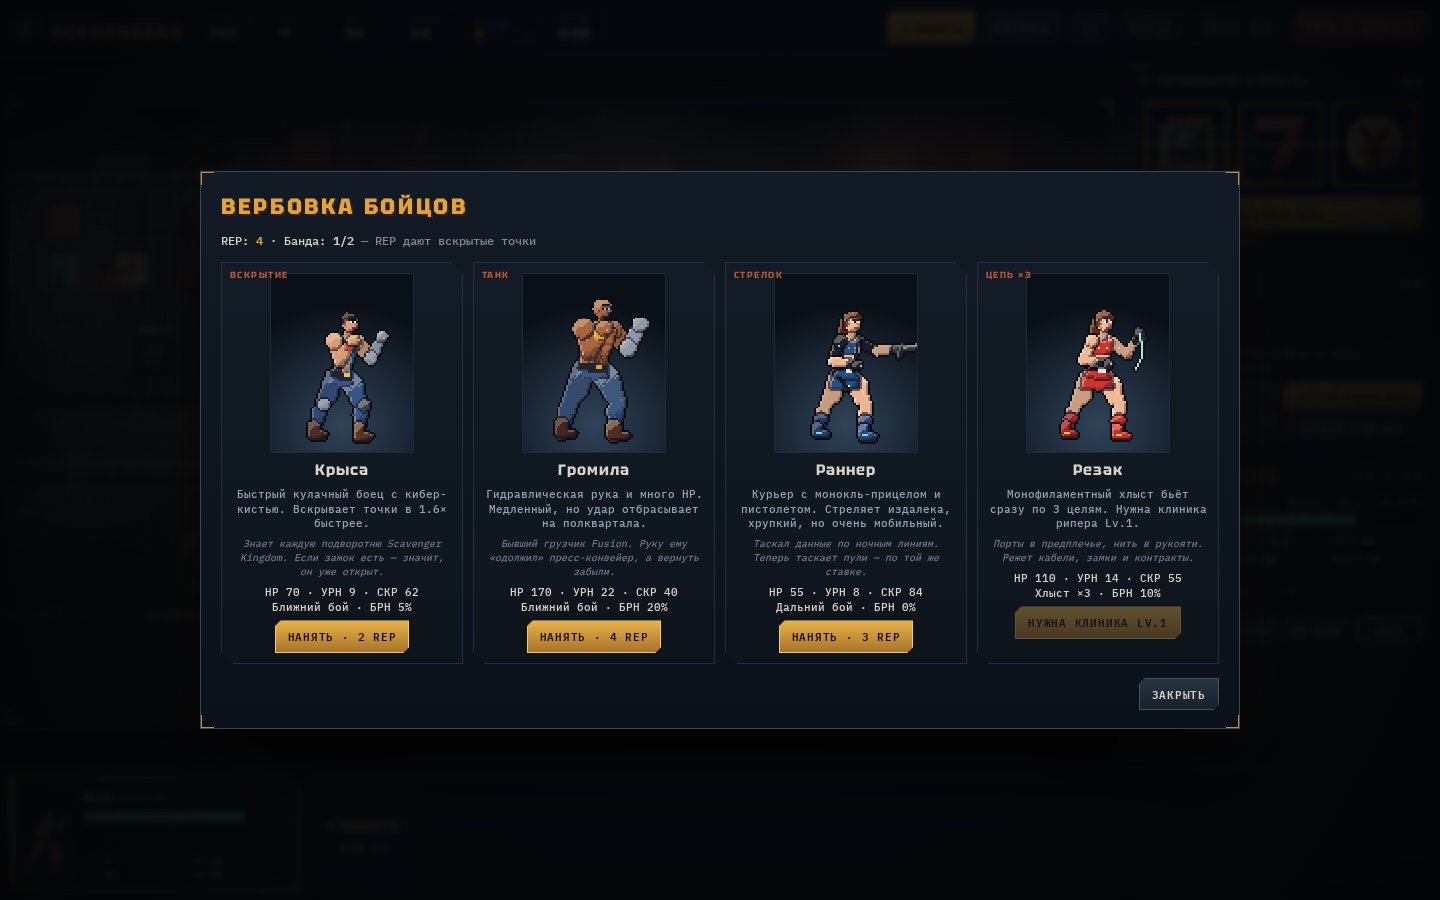 ВЕРБОВКА БОЙЦОВ
REP: 4 · Банда: 1/2 — REP дают вскрытые точки
ВСКРЫТИЕ
Крыса
Быстрый кулачный боец с кибер-
кистью. Вскрывает точки в 1.6×
быстрее.
Знает каждую подворотню Scavenger
Kingdom. Если замок есть — значит,
он уже открыт.
HP 70 · УРН 9 · СКР 62
Ближний бой · БРН 5%
НАНЯТЬ · 2 REP
ТАНК
Громила
Гидравлическая рука и много HP.
Медленный, но удар отбрасывает
на полквартала.
Бывший грузчик Fusion. Руку ему
«одолжил» пресс-конвейер, а вернуть
забыли.
HP 170 · УРН 22 · СКР 40
Ближний бой · БРН 20%
НАНЯТЬ · 4 REP
СТРЕЛОК
Раннер
Курьер с монокль-прицелом и
пистолетом. Стреляет издалека,
хрупкий, но очень мобильный.
Таскал данные по ночным линиям.
Теперь таскает пули — по той же
ставке.
HP 55 · УРН 8 · СКР 84
Дальний бой · БРН 0%
НАНЯТЬ · 3 REP
ЦЕПЬ ×3
Резак
Монофиламентный хлыст бьёт
сразу по 3 целям. Нужна клиника
рипера Lv.1.
Порты в предплечье, нить в рукояти.
Режет кабели, замки и контракты.
HP 110 · УРН 14 · СКР 55
Хлыст ×3 · БРН 10%
НУЖНА КЛИНИКА LV.1
ЗАКРЫТЬ